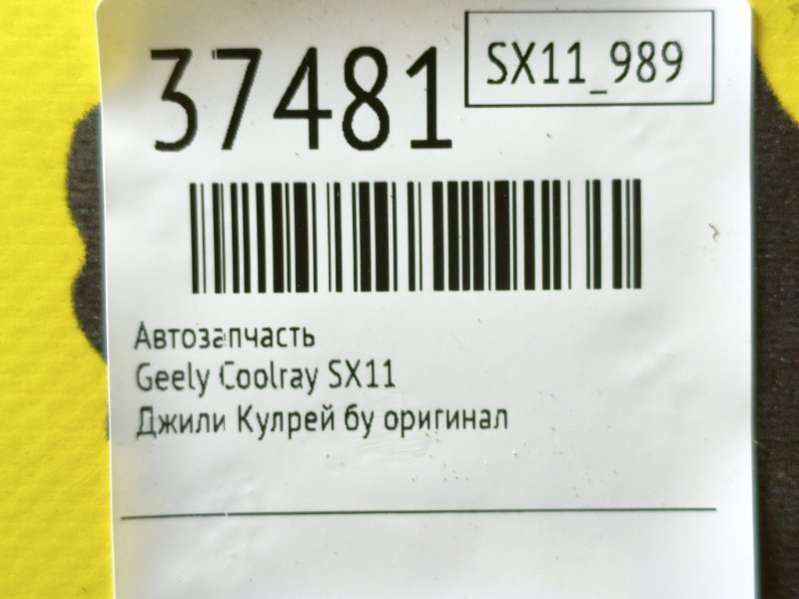 37481
SX11_989
Автозапчасть
Geely Coolray SX11
Джили Кулрей бу оригинал